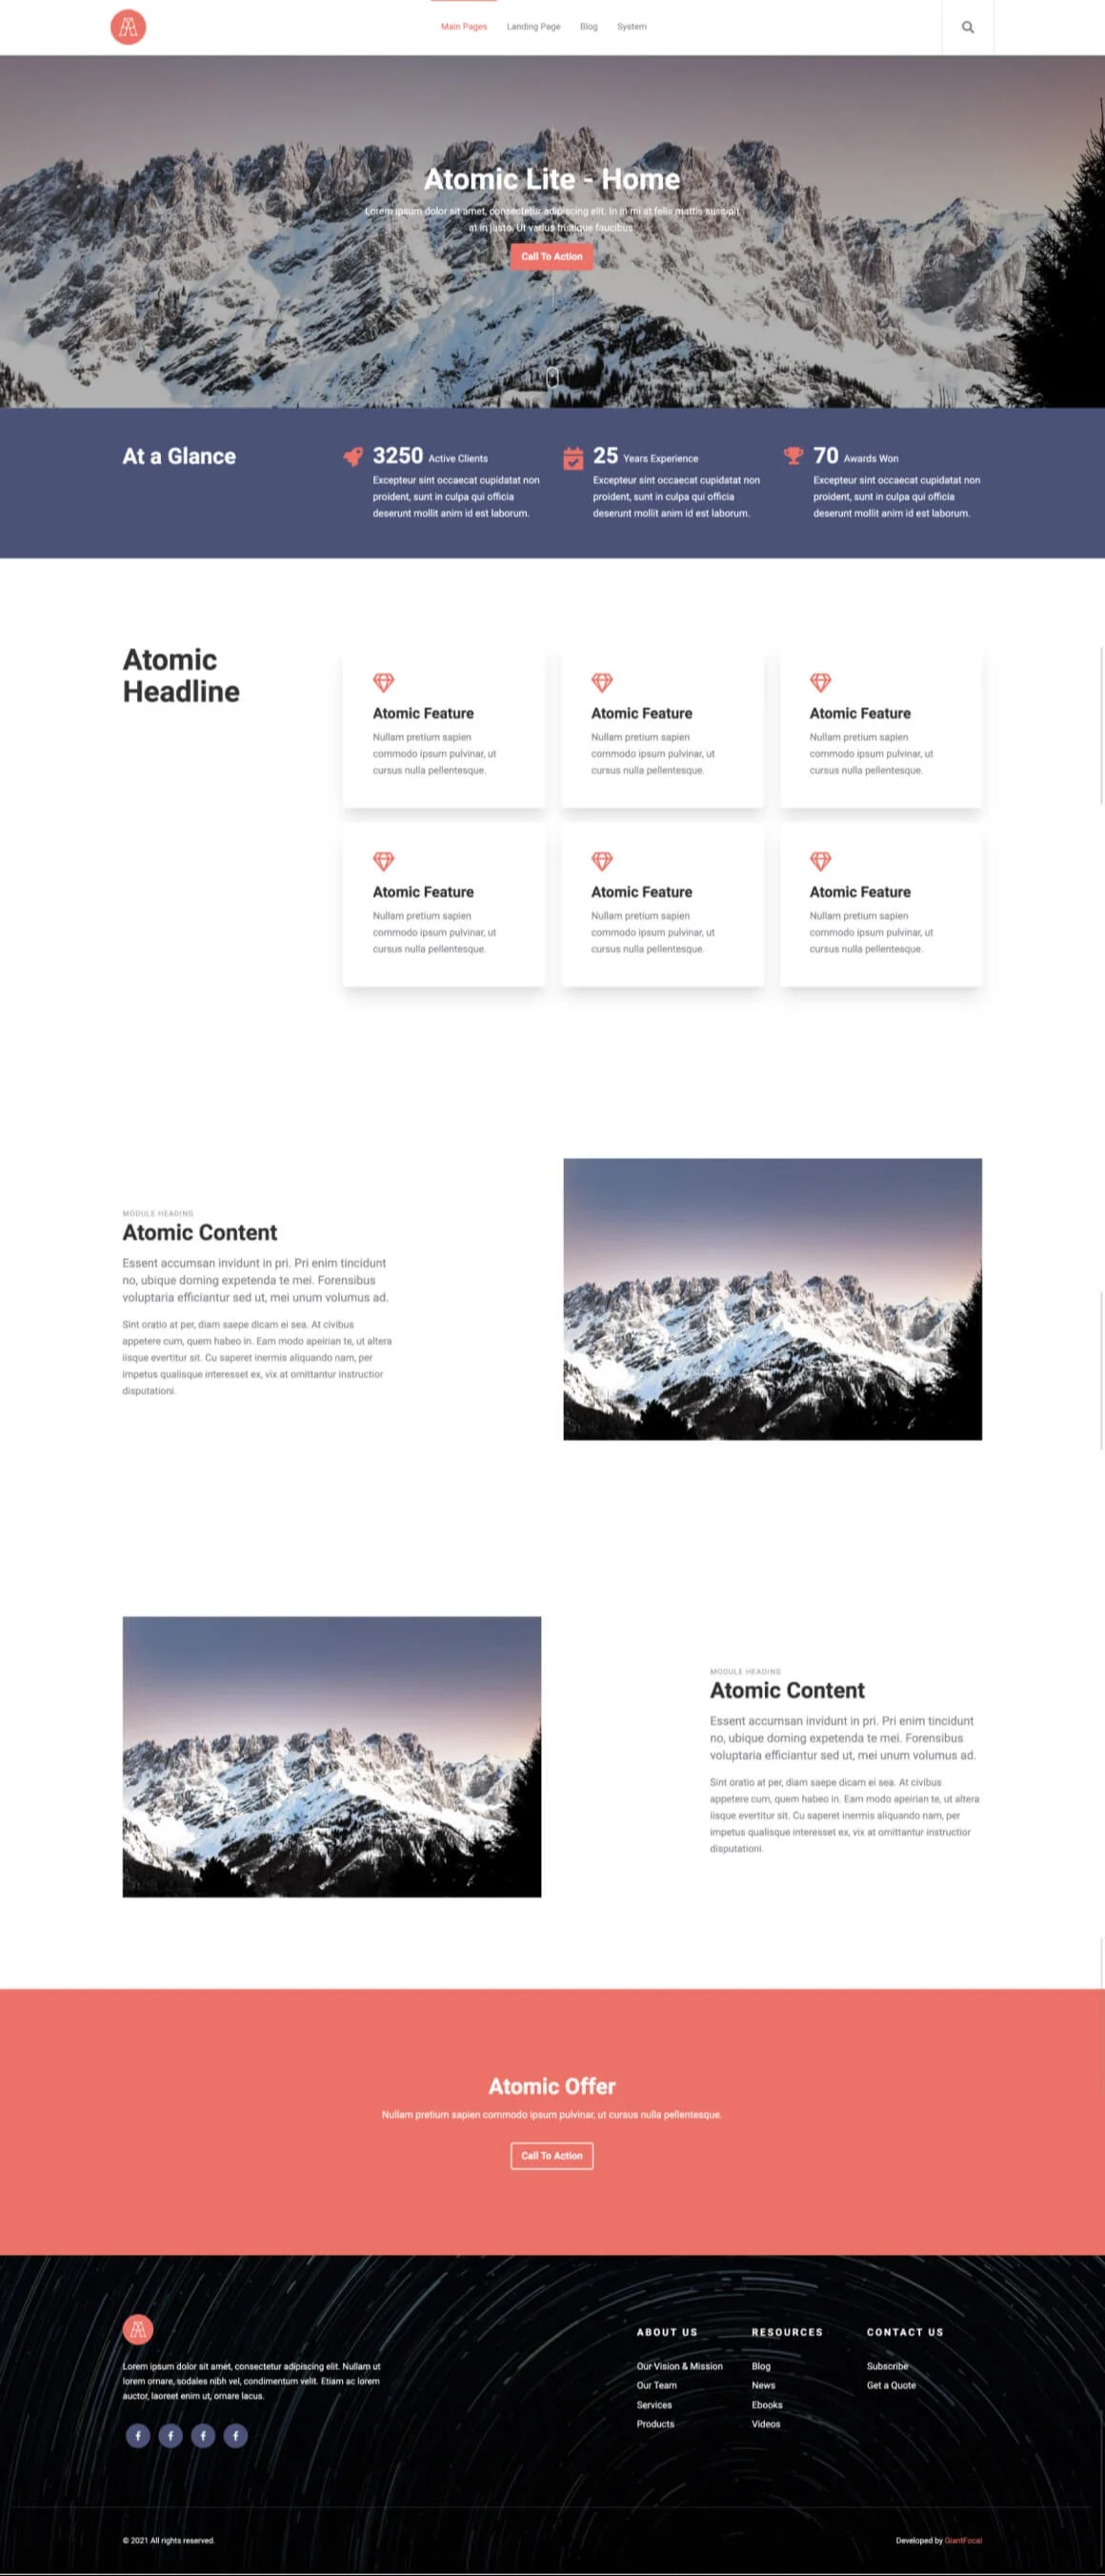 Main Pages Landing Page Blog System
Atomic Lite - Home
Lorem ipsum dolor sit amet, consectetur adipiscing elit. In in mi at felis mattis suscipit
at in justo. Ut varius tristique faucibus.
Call To Action
At a Glance
3250 Active Clients
Excepteur sint occaecat cupidatat non
proident, sunt in culpa qui officia
deserunt mollit anim id est laborum.
25 Years Experience
Excepteur sint occaecat cupidatat non
proident, sunt in culpa qui officia
deserunt mollit anim id est laborum.
70 Awards Won
Excepteur sint occaecat cupidatat non
proident, sunt in culpa qui officia
deserunt mollit anim id est laborum.
Atomic
Headline
Atomic Feature
Nullam pretium sapien
commodo ipsum pulvinar, ut
cursus nulla pellentesque.
Atomic Feature
Nullam pretium sapien
commodo ipsum pulvinar, ut
cursus nulla pellentesque.
Atomic Feature
Nullam pretium sapien
commodo ipsum pulvinar, ut
cursus nulla pellentesque.
Atomic Feature
Nullam pretium sapien
commodo ipsum pulvinar, ut
cursus nulla pellentesque.
Atomic Feature
Nullam pretium sapien
commodo ipsum pulvinar, ut
cursus nulla pellentesque.
Atomic Feature
Nullam pretium sapien
commodo ipsum pulvinar, ut
cursus nulla pellentesque.
MODULE HEADING
Atomic Content
Essent accumsan invidunt in pri. Pri enim tincidunt
no, ubique doming expetenda te mei. Forensibus
voluptaria efficiantur sed ut, mei unum volumus ad.
Sint oratio at per, diam saepe dicam ei sea. At civibus
appetere cum, quem habeo in. Eam modo apeirian te, ut altera
iisque evertitur sit. Cu saperet inermis aliquando nam, per
impetus qualisque interesset ex, vix at omittantur instructior
disputationi.
MODULE HEADING
Atomic Content
Essent accumsan invidunt in pri. Pri enim tincidunt
no, ubique doming expetenda te mei. Forensibus
voluptaria efficiantur sed ut, mei unum volumus ad.
Sint oratio at per, diam saepe dicam ei sea. At civibus
appetere cum, quem habeo in. Eam modo apeirian te, ut altera
iisque evertitur sit. Cu saperet inermis aliquando nam, per
impetus qualisque interesset ex, vix at omittantur instructior
disputationi.
Atomic Offer
Nullam pretium sapien commodo ipsum pulvinar, ut cursus nulla pellentesque.
Call To Action
Lorem ipsum dolor sit amet, consectetur adipiscing elit. Nullam ut
lorem ornare, sodales nibh vel, condimentum velit. Etiam ac lorem
auctor, laoreet enim ut, ornare lacus.
ABOUT US
Our Vision & Mission
Our Team
Services
Products
RESOURCES
Blog
News
Ebooks
Videos
CONTACT US
Subscribe
Get a Quote
© 2021 All rights reserved.
Developed by GiantFocal